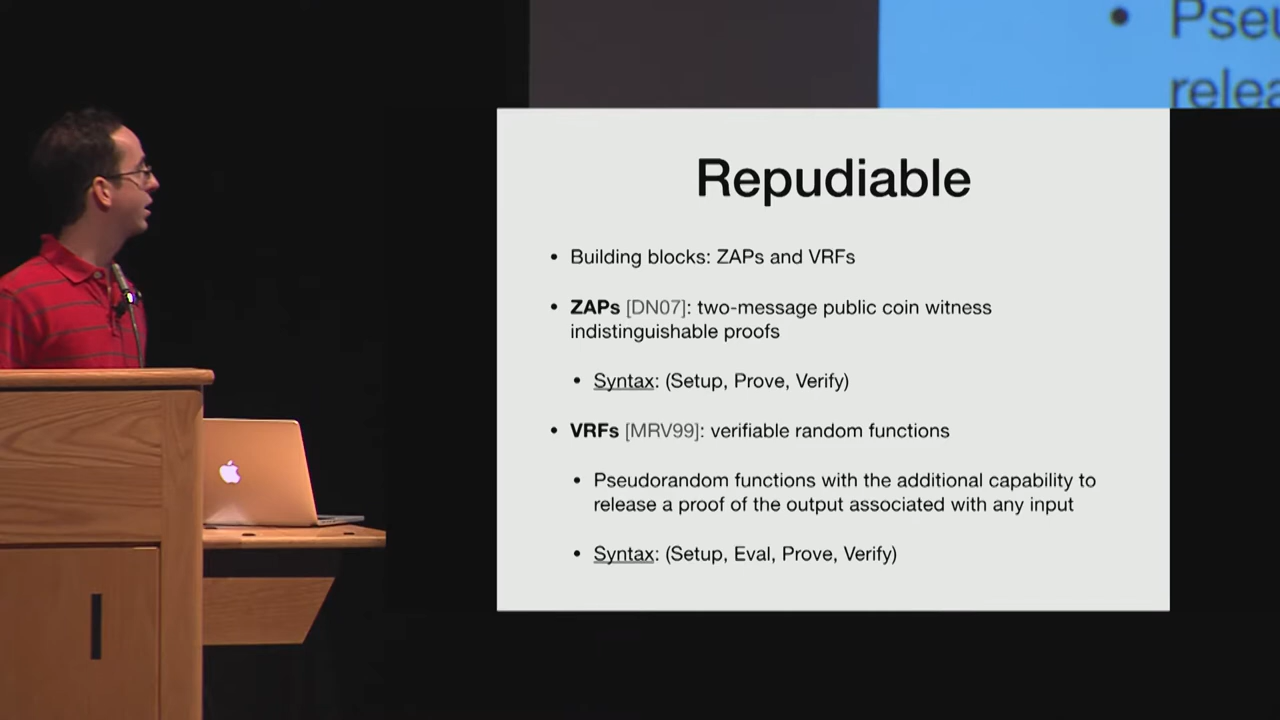 • Pseu
relea
Repudiable
• Building blocks: ZAPs and VRFs
• ZAPs [DN07]: two-message public coin witness
indistinguishable proofs
• Syntax: (Setup, Prove, Verify)
• VRFs [MRV99]: verifiable random functions
• Pseudorandom functions with the additional capability to
release a proof of the output associated with any input
• Syntax: (Setup, Eval, Prove, Verify)